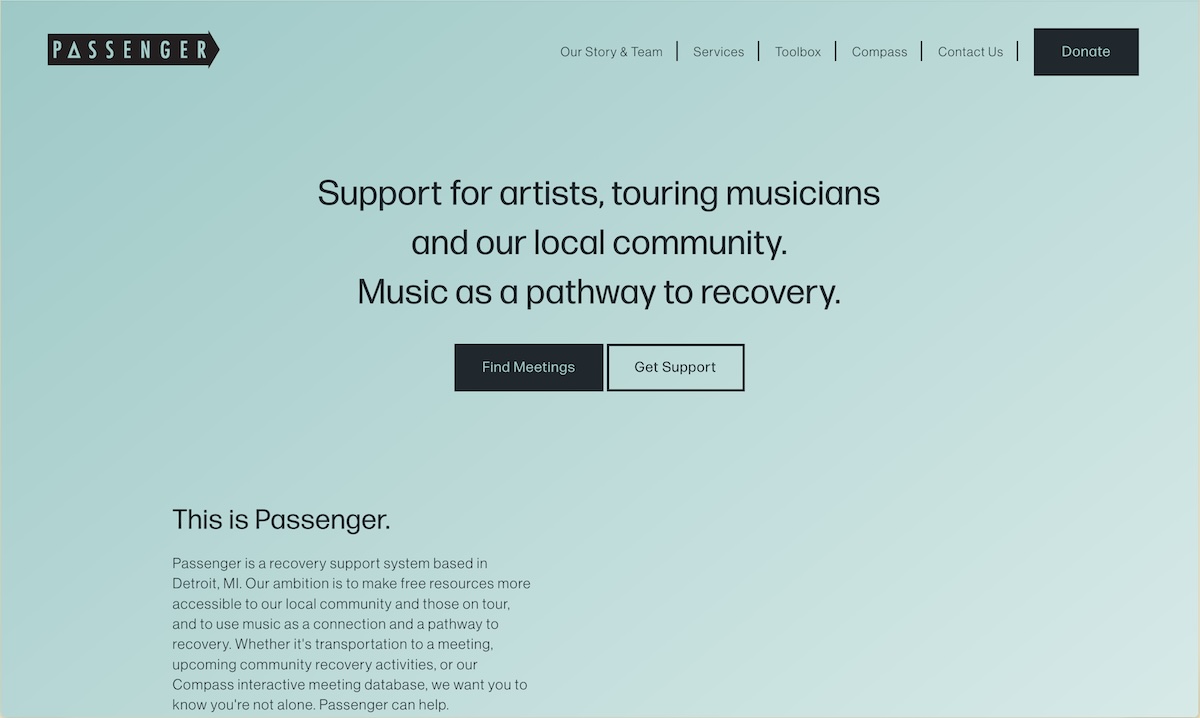 PASSENGER
Our Story & Team
Services
Toolbox
Compass
Contact Us
Donate
Support for artists, touring musicians
and our local community.
Music as a pathway to recovery.
Find Meetings
Get Support
This is Passenger.
Passenger is a recovery support system based in
Detroit, MI. Our ambition is to make free resources more
accessible to our local community and those on tour,
and to use music as a connection and a pathway to
recovery. Whether it's transportation to a meeting,
upcoming community recovery activities, or our
Compass interactive meeting database, we want you to
know you're not alone. Passenger can help.